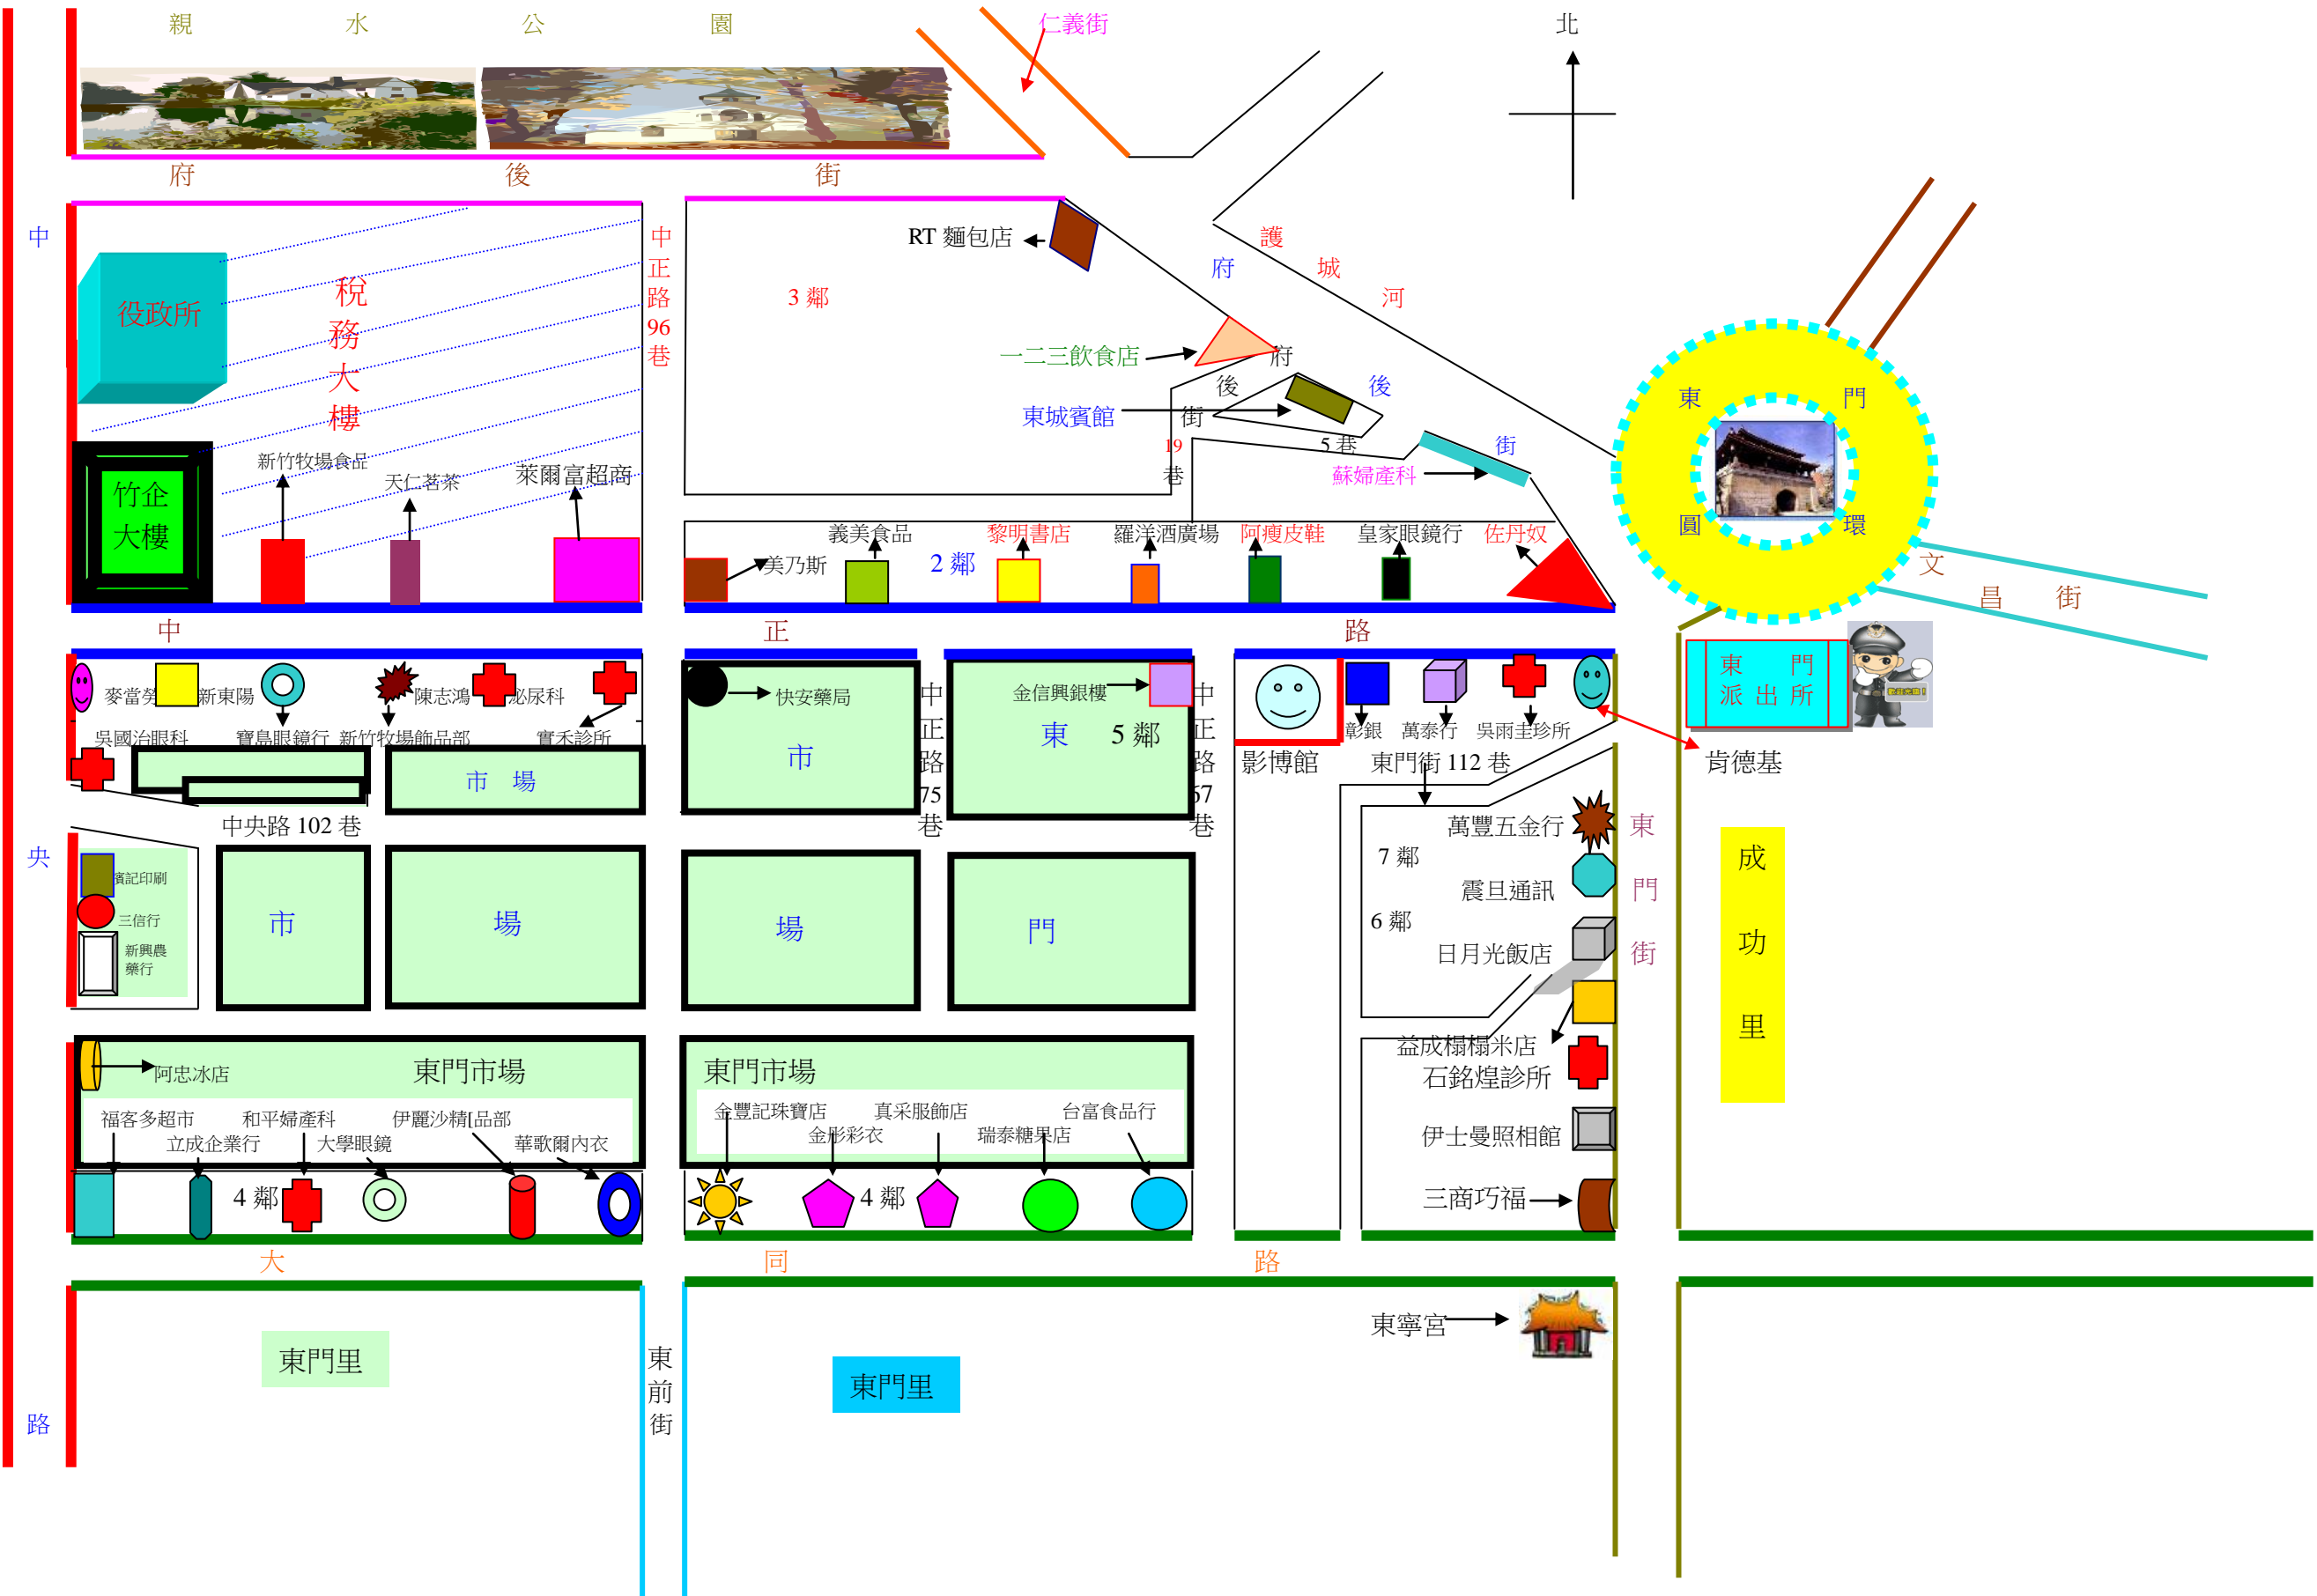 親水公園
仁義街
北
府後街
中央路
中正路96巷
RT 麵包店
護城河
府後街
3 鄰
役政所
稅務大樓
一二三飲食店
府後街19巷
東城賓館
5 巷
蘇婦產科
東門圓環
竹企
大樓
新竹牧場食品
天仁茗茶
萊爾富超商
美乃斯
義美食品
2 鄰
黎明書店
羅洋酒廣場
阿瘦皮鞋
皇家眼鏡行
佐丹奴
文昌街
中正路
東門
派出所
麥當勞
新東陽
陳志鴻
泌尿科
吳國治眼科
寶島眼鏡行
新竹牧場飾品部
實禾診所
快安藥局
中正路75巷
金信興銀樓
中正路67巷
彰銀
萬泰行
吳雨圭珍所
影博館
東門街 112 巷
肯德基
市場
市
東
5 鄰
中央路 102 巷
萬豐五金行
東門街
7 鄰
震旦通訊
6 鄰
日月光飯店
成功里
三信行
新興農
藥行
市
場
場
門
益成榻榻米店
石銘煌診所
阿忠冰店
東門市場
東門市場
福客多超市
和平婦產科
伊麗沙精品部
立成企業行
大學眼鏡
華歌爾內衣
金豐記珠寶店
真采服飾店
台富食品行
金彤彩衣
瑞泰糖果店
伊士曼照相館
4 鄰
4 鄰
三商巧福
大同路
東寧宮
東門里
東前街
東門里